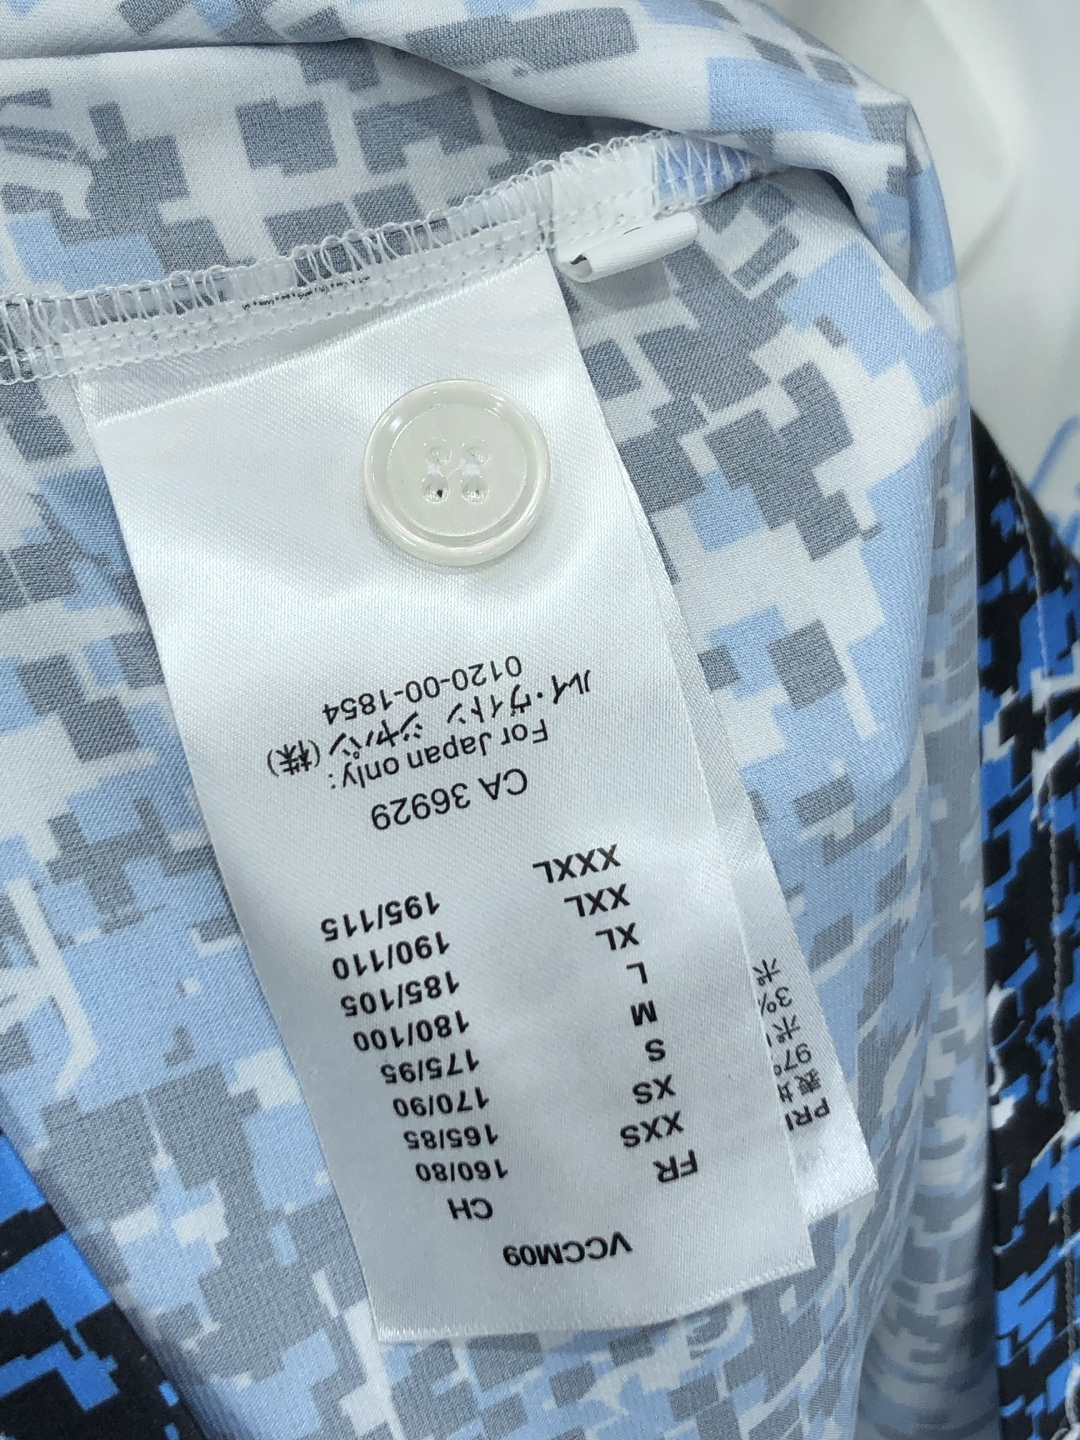 VCCM09
FR CH
XXS 160/80
XS 165/85
S 170/90
M 175/95
L 180/100
XL 185/105
XXL 190/110
XXXL 195/115
CA 36929
For Japan only:
ルイ・ヴィトン ジャパン(株)
0120-00-1854
97%
3%